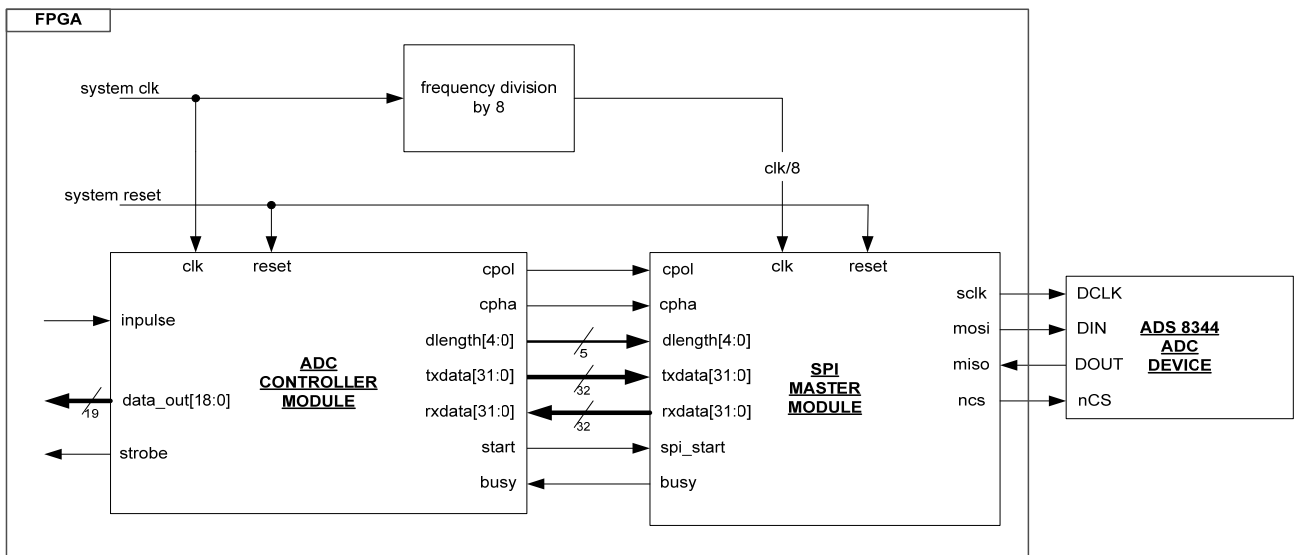 FPGA
system clk
frequency division
by 8
clk/8
system reset
clk
reset
inpulse
data_out[18:0]
19
strobe
ADC
CONTROLLER
MODULE
cpol
cpha
dlength[4:0]
txdata[31:0]
rxdata[31:0]
start
busy
5
32
32
clk
reset
cpol
cpha
dlength[4:0]
txdata[31:0]
rxdata[31:0]
spi_start
busy
SPI
MASTER
MODULE
sclk
mosi
miso
ncs
DCLK
DIN
DOUT
nCS
ADS 8344
ADC
DEVICE